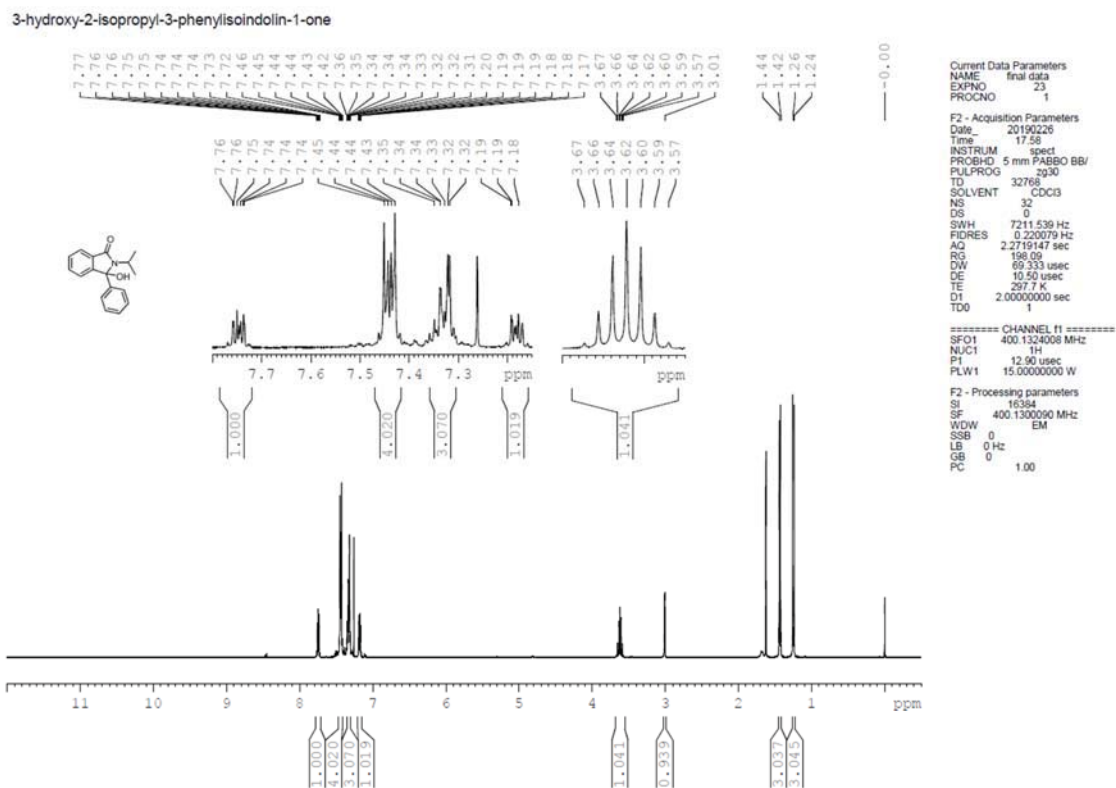 3-hydroxy-2-isopropyl-3-phenylisoindolin-1-one
7.77 7.76 7.76 7.75 7.75 7.74 7.74 7.74 7.73 7.72 7.46 7.45 7.44 7.44 7.43 7.42 7.36 7.35 7.34 7.34 7.34 7.32 7.32 7.31 7.20 7.19 7.19 7.19 7.18 7.18 7.17 3.67 3.66 3.64 3.62 3.60 3.59 3.57 3.01 1.44 1.42 1.26 1.24 -0.00
7.76 7.76 7.75 7.74 7.74 7.74 7.45 7.44 7.44 7.43 7.35 7.34 7.34 7.33 7.32 7.32 7.19 7.19 7.18
3.67 3.66 3.64 3.62 3.60 3.59 3.57
O
N
OH
7.7 7.6 7.5 7.4 7.3 ppm
ppm
1.000 4.020 3.070 1.019 1.041
11 10 9 8 7 6 5 4 3 2 1 ppm
1.000 4.020 3.070 1.019 1.041 0.939 3.037 3.045
Current Data Parameters
NAME final data
EXPNO 23
PROCNO 1
F2 - Acquisition Parameters
Date_ 20190226
Time 17.58
INSTRUM spect
PROBHD 5 mm PABBO BB/
PULPROG zg30
TD 32768
SOLVENT CDCl3
NS 32
DS 0
SWH 7211.539 Hz
FIDRES 0.220079 Hz
AQ 2.2719147 sec
RG 198.09
DW 69.333 usec
DE 10.50 usec
TE 297.7 K
D1 2.00000000 sec
TD0 1
======== CHANNEL f1 ========
SFO1 400.1324008 MHz
NUC1 1H
P1 12.90 usec
PLW1 15.00000000 W
F2 - Processing parameters
SI 16384
SF 400.1300090 MHz
WDW EM
SSB 0
LB 0 Hz
GB 0
PC 1.00